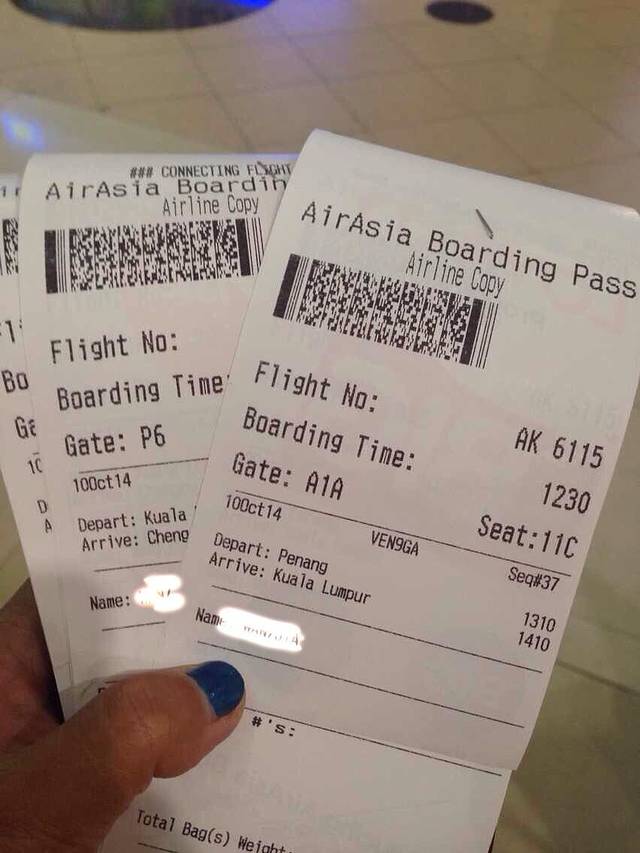 ### CONNECTING FLIGHT
AirAsia Boardin
Airline Copy
Flight No:
Boarding Time
Gate: P6
10Oct14
Depart: Kuala
Arrive: Cheng
Name:
AirAsia Boarding Pass
Airline Copy
Flight No: AK 6115
Boarding Time: 1230
Gate: A1A Seat:11C
10Oct14 VEN9GA Seq#37
Depart: Penang 1310
Arrive: Kuala Lumpur 1410
Nam
#'s:
Total Bag(s) Weight